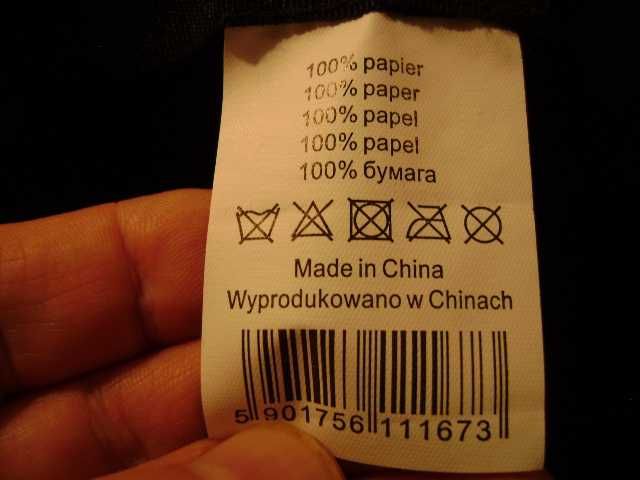 100% papier
100% paper
100% papel
100% papel
100% бумага
Made in China
Wyprodukowano w Chinach
5 901756 111673